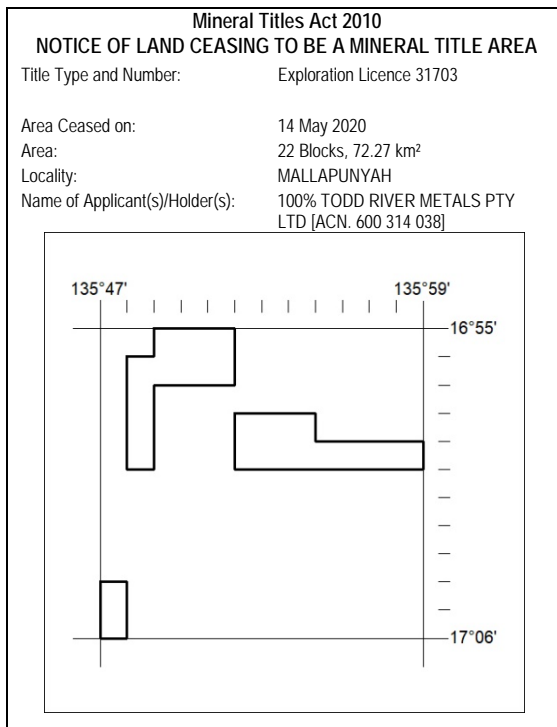 Mineral Titles Act 2010
NOTICE OF LAND CEASING TO BE A MINERAL TITLE AREA
Title Type and Number: Exploration Licence 31703
Area Ceased on: 14 May 2020
Area: 22 Blocks, 72.27 km²
Locality: MALLAPUNYAH
Name of Applicant(s)/Holder(s): 100% TODD RIVER METALS PTY
LTD [ACN. 600 314 038]
135°47' 135°59'
16°55'
17°06'